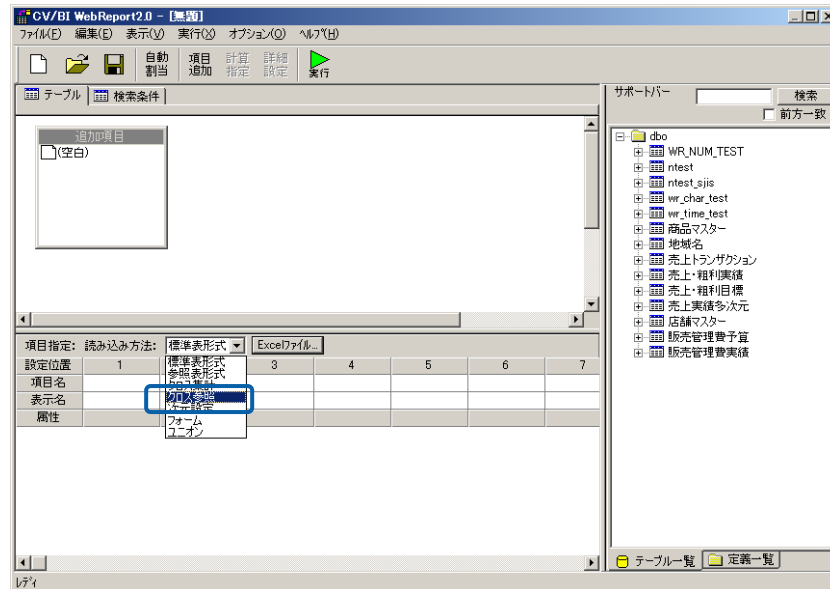 CV/BI WebReport2.0 - [無題]
ファイル(F) 編集(E) 表示(V) 実行(X) オプション(O) ヘルプ(H)
自動割当 項目追加 計算指定 詳細設定 実行
テーブル 検索条件
追加項目
(空白)
サポートバー 検索
前方一致
dbo
WR_NUM_TEST
ntest
ntest_sjis
wr_char_test
wr_time_test
商品マスター
地域名
売上トランザクション
売上・粗利実績
売上・粗利目標
売上実績多次元
店舗マスター
販売管理費予算
販売管理費実績
項目指定: 読み込み方法: 標準表形式 Excelファイル...
設定位置 1 3 4 5 6 7
項目名
表示名
属性
標準表形式
参照表形式
クロス集計
クロス参照
次元設定
フォーム
ユニオン
テーブル一覧 定義一覧
レディ